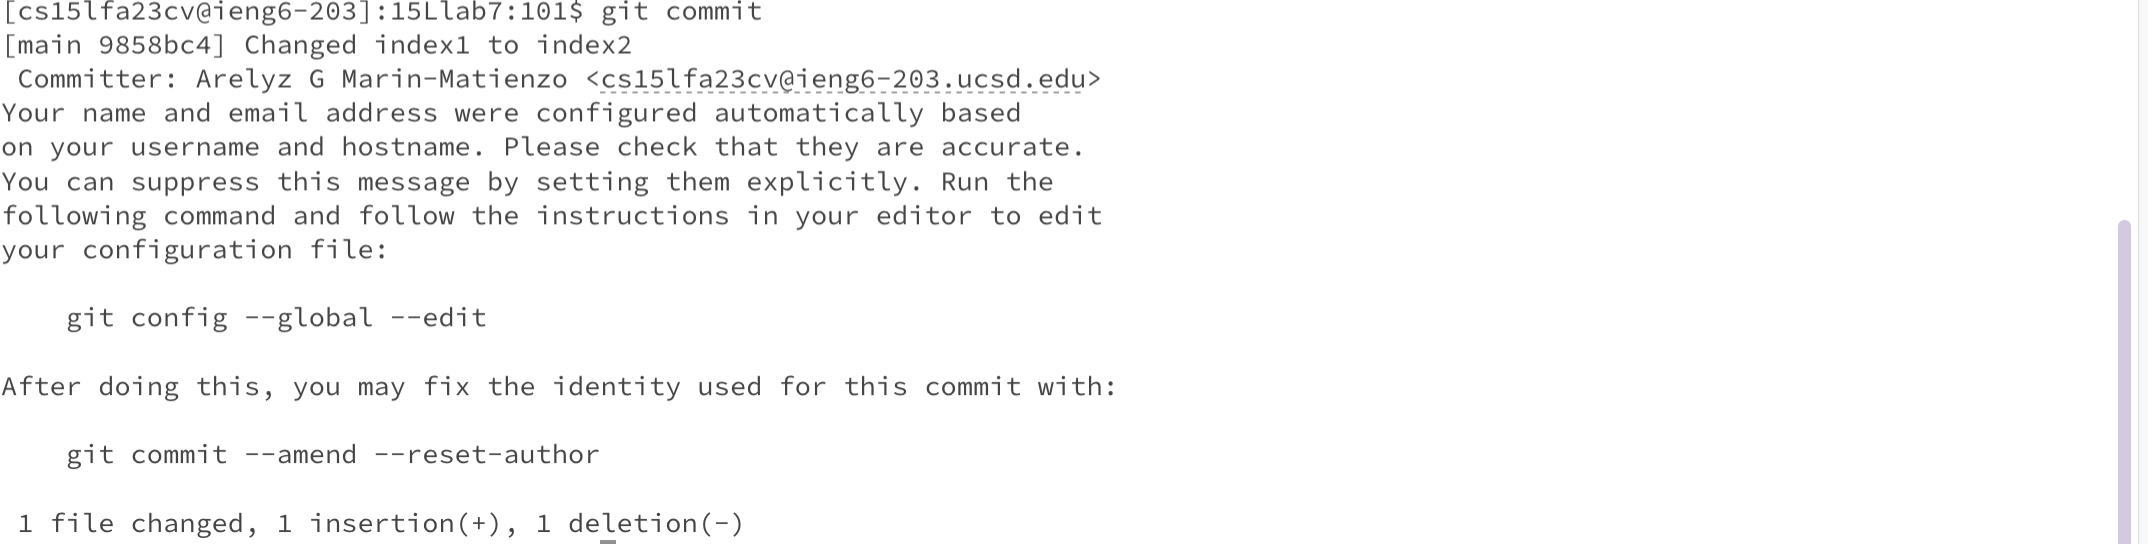 [cs15lfa23cv@ieng6-203]:15Llab7:101$ git commit
[main 9858bc4] Changed index1 to index2
 Committer: Arelyz G Marin-Matienzo <cs15lfa23cv@ieng6-203.ucsd.edu>
Your name and email address were configured automatically based
on your username and hostname. Please check that they are accurate.
You can suppress this message by setting them explicitly. Run the
following command and follow the instructions in your editor to edit
your configuration file:

    git config --global --edit

After doing this, you may fix the identity used for this commit with:

    git commit --amend --reset-author

 1 file changed, 1 insertion(+), 1 deletion(-)